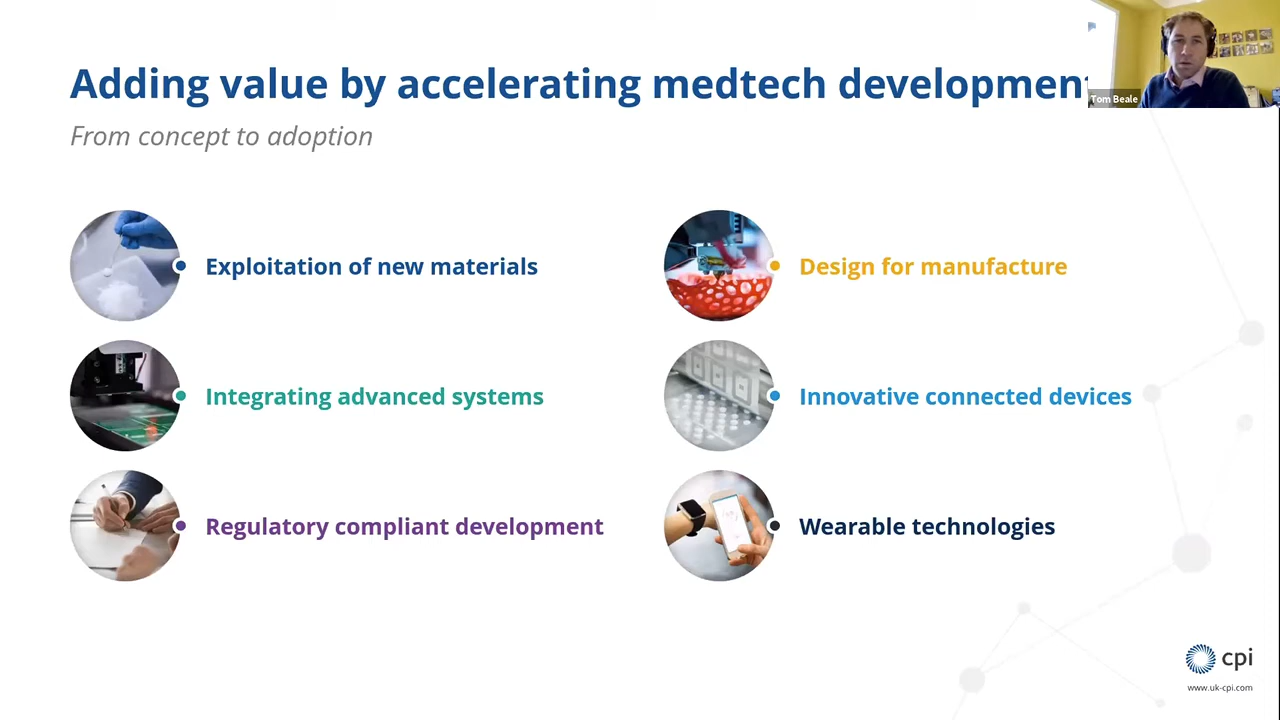 Adding value by accelerating medtech developmen
Tom Beale
From concept to adoption
Exploitation of new materials
Design for manufacture
Integrating advanced systems
Innovative connected devices
Regulatory compliant development
Wearable technologies
cpi
www.uk-cpi.com